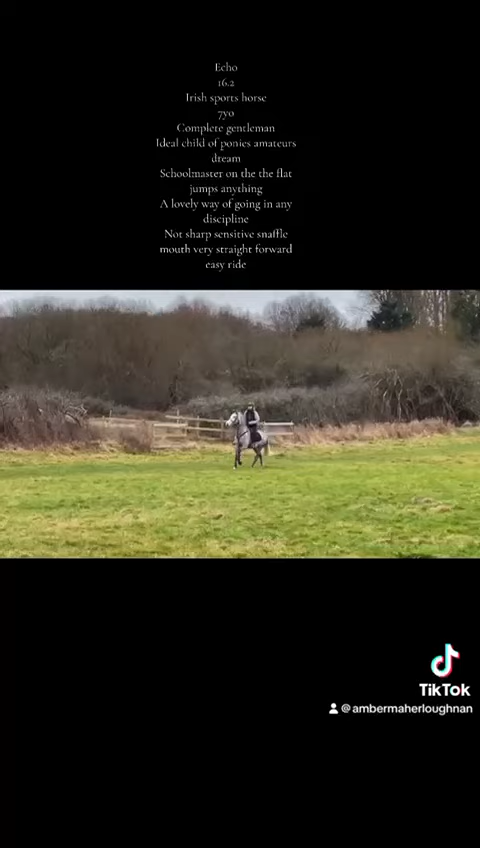 Echo
16.2
Irish sports horse
7yo
Complete gentleman
Ideal child of ponies amateurs
dream
Schoolmaster on the the flat
jumps anything
A lovely way of going in any
discipline
Not sharp sensitive snaffle
mouth very straight forward
easy ride
TikTok
@ambermaherloughnan